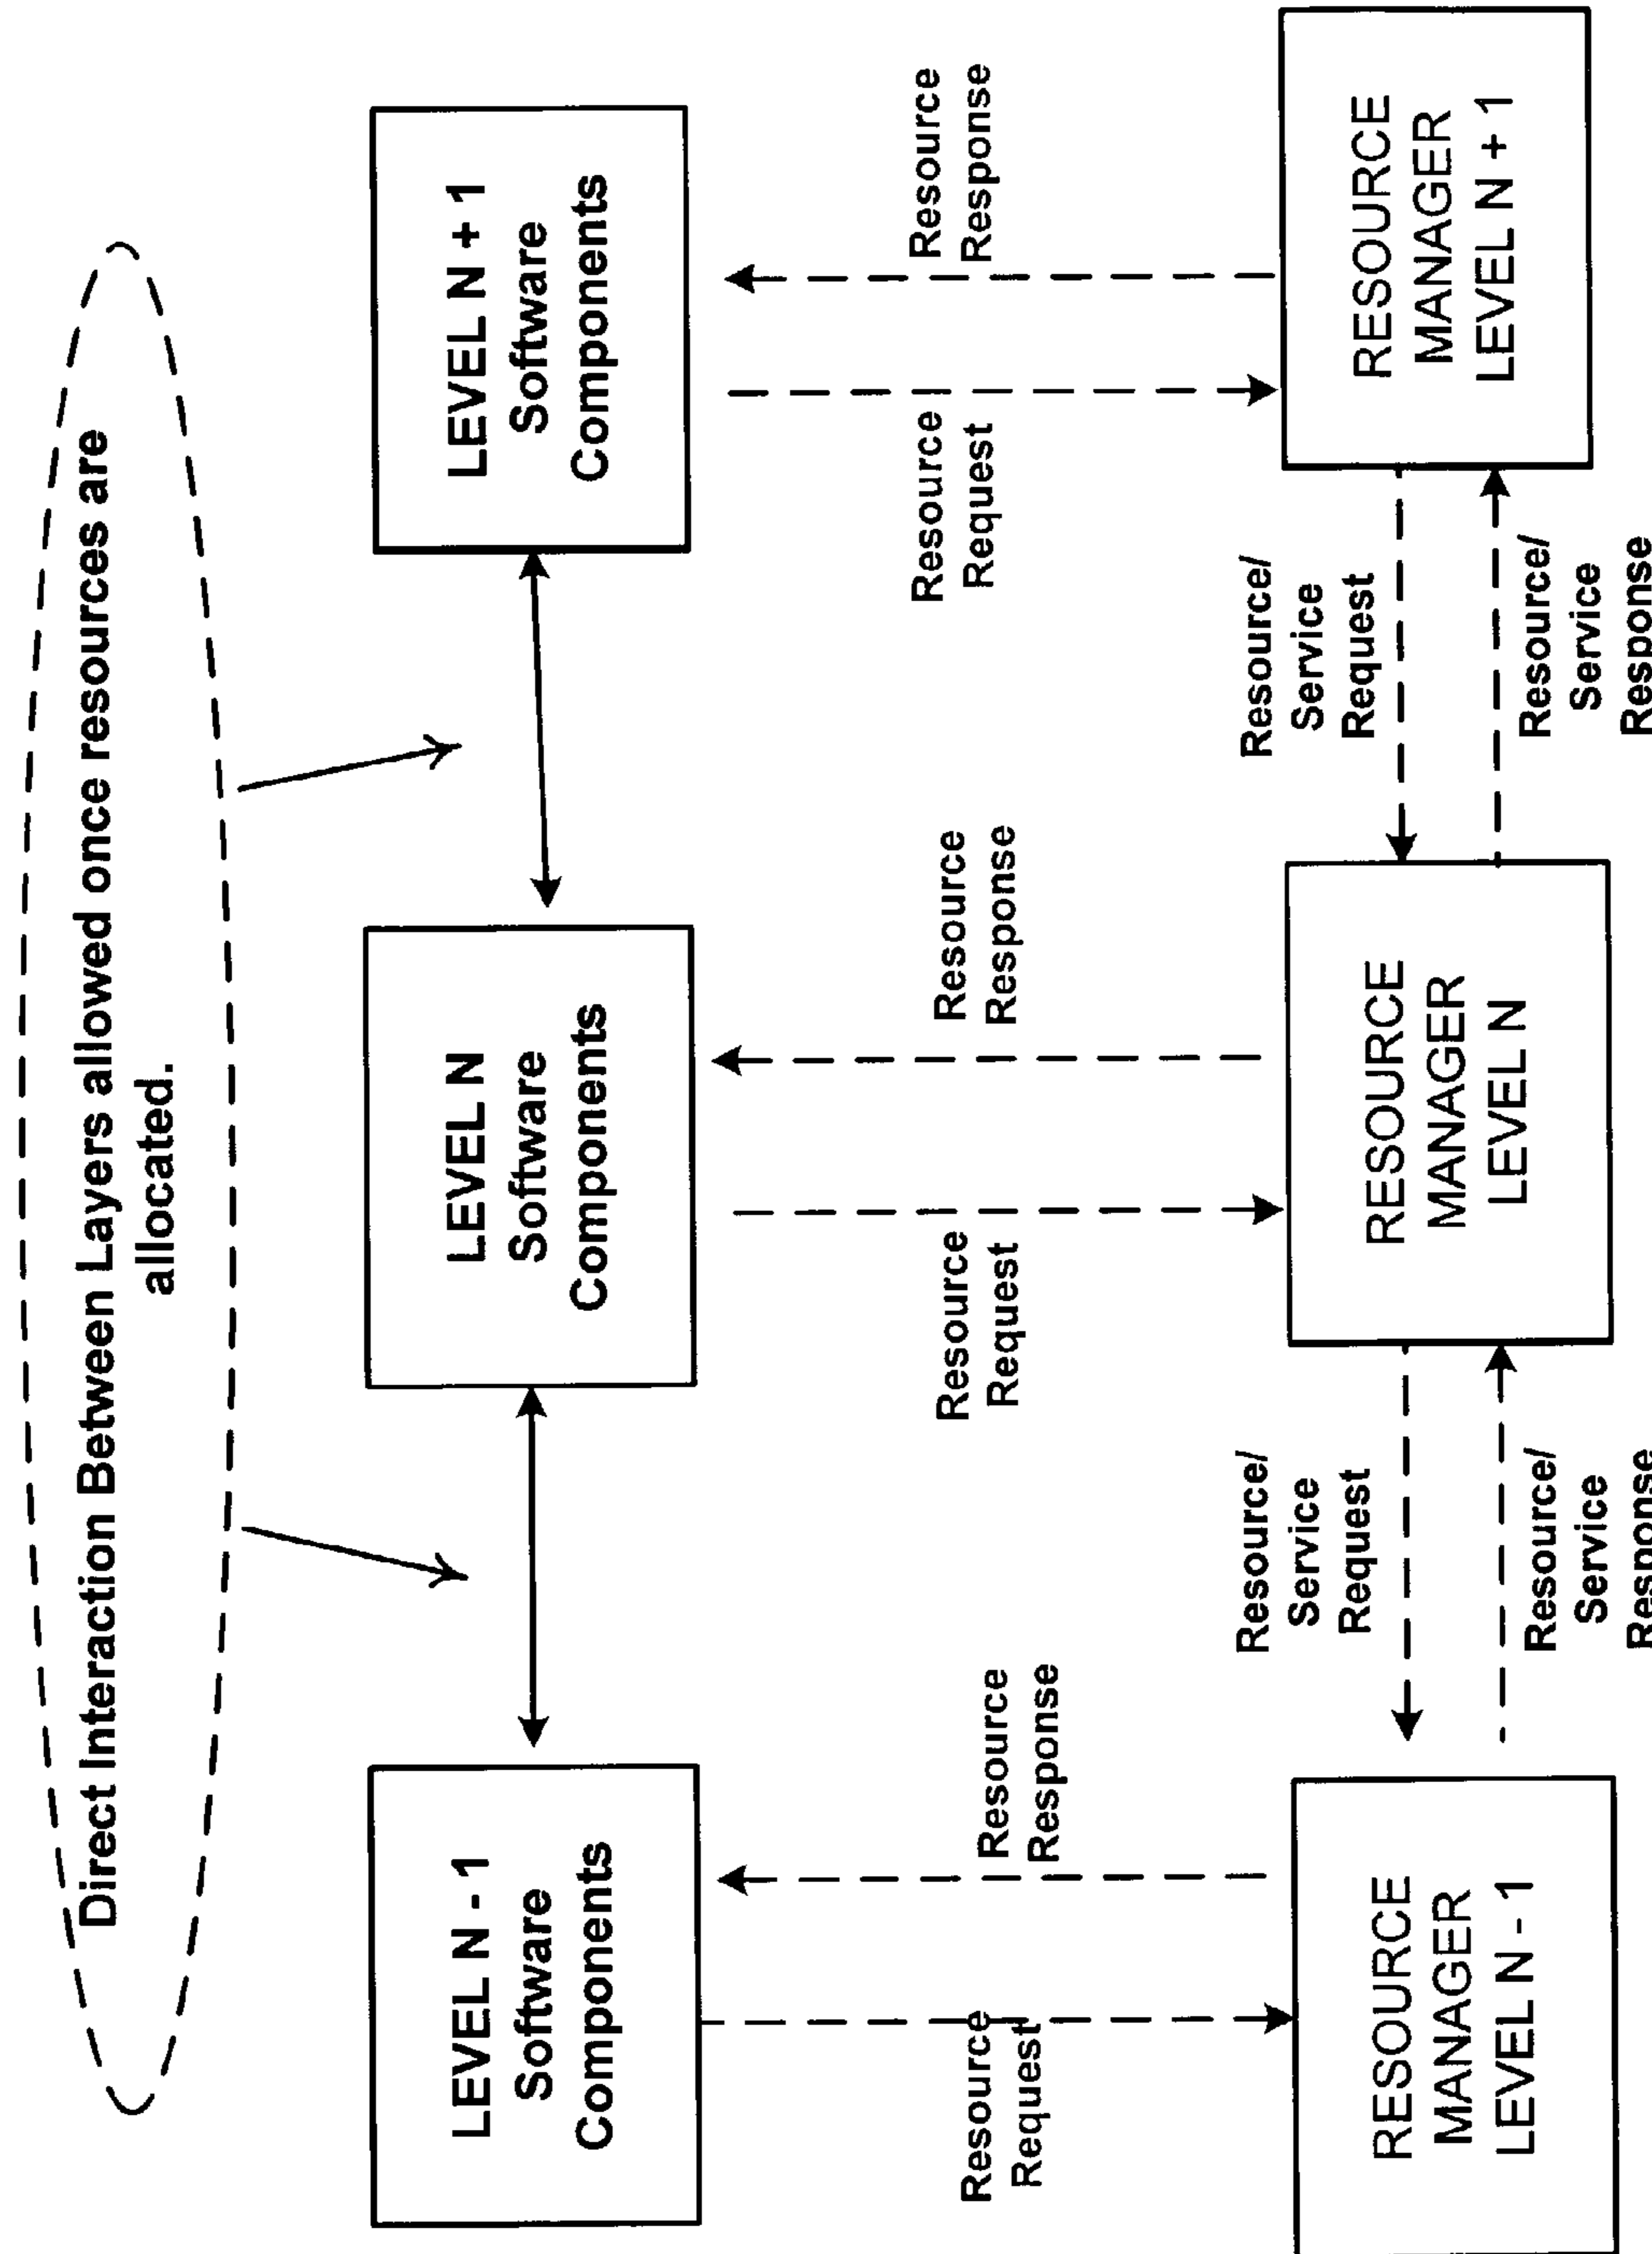 Direct Interaction Between Layers allowed once resources are
allocated.
LEVEL N - 1
Software
Components
LEVEL N
Software
Components
LEVEL N + 1
Software
Components
Resource
Request
Resource
Response
Resource
Request
Resource
Response
Resource
Request
Resource
Response
RESOURCE
MANAGER
LEVEL N - 1
Resource/
Service
Request
Resource/
Service
Response
RESOURCE
MANAGER
LEVEL N
Resource/
Service
Request
Resource/
Service
Response
RESOURCE
MANAGER
LEVEL N + 1